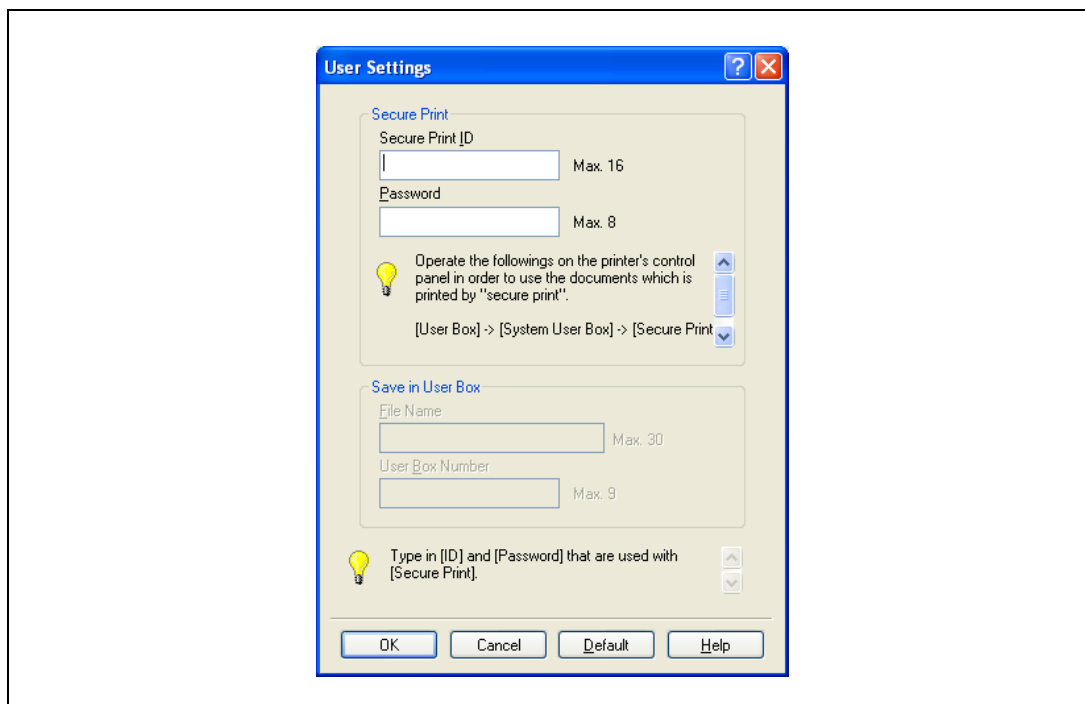 User Settings
Secure Print
Secure Print ID
Max. 16
Password
Max. 8
Operate the followings on the printer's control
panel in order to use the documents which is
printed by "secure print".
[User Box] -> [System User Box] -> [Secure Print
Save in User Box
File Name
Max. 30
User Box Number
Max. 9
Type in [ID] and [Password] that are used with
[Secure Print].
OK Cancel Default Help